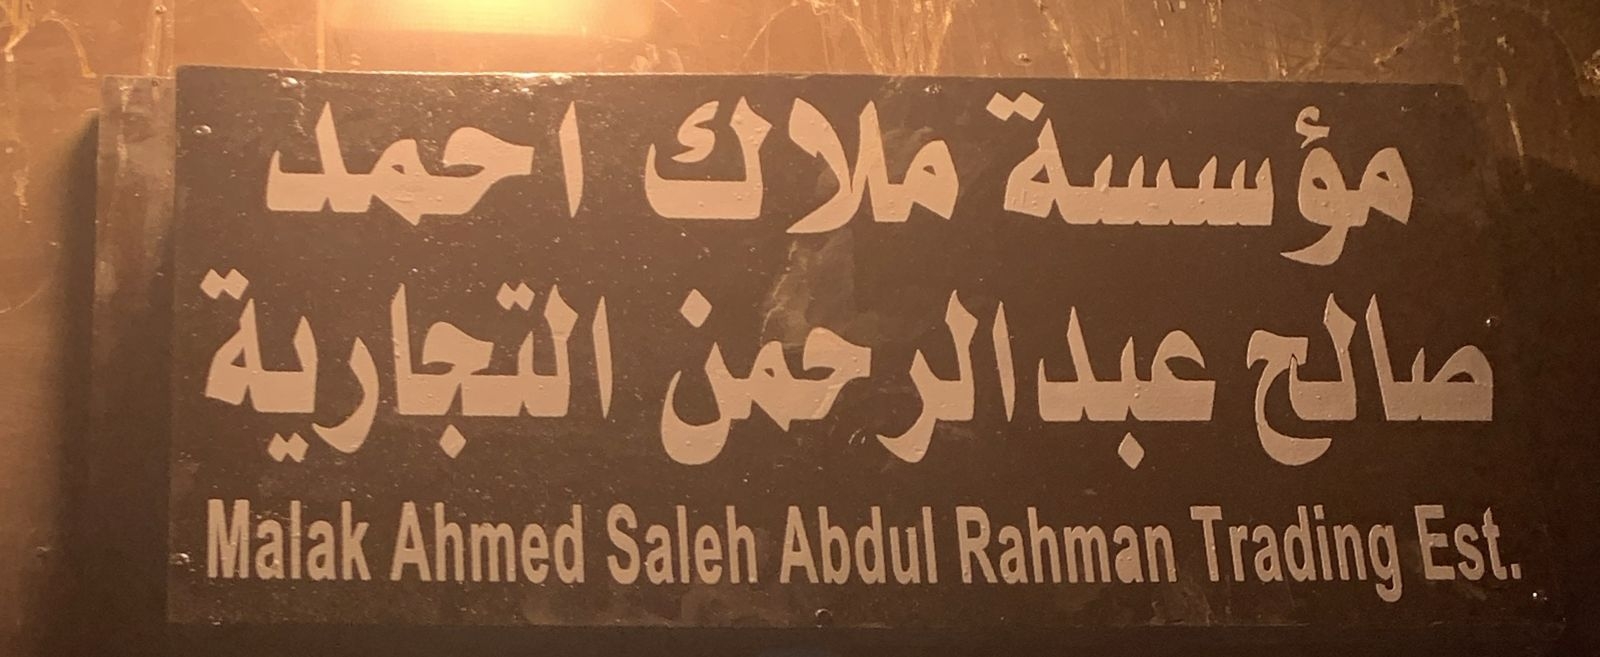 مؤسسة ملاك احمد
صالح عبدالرحمن التجارية
Malak Ahmed Saleh Abdul Rahman Trading Est.